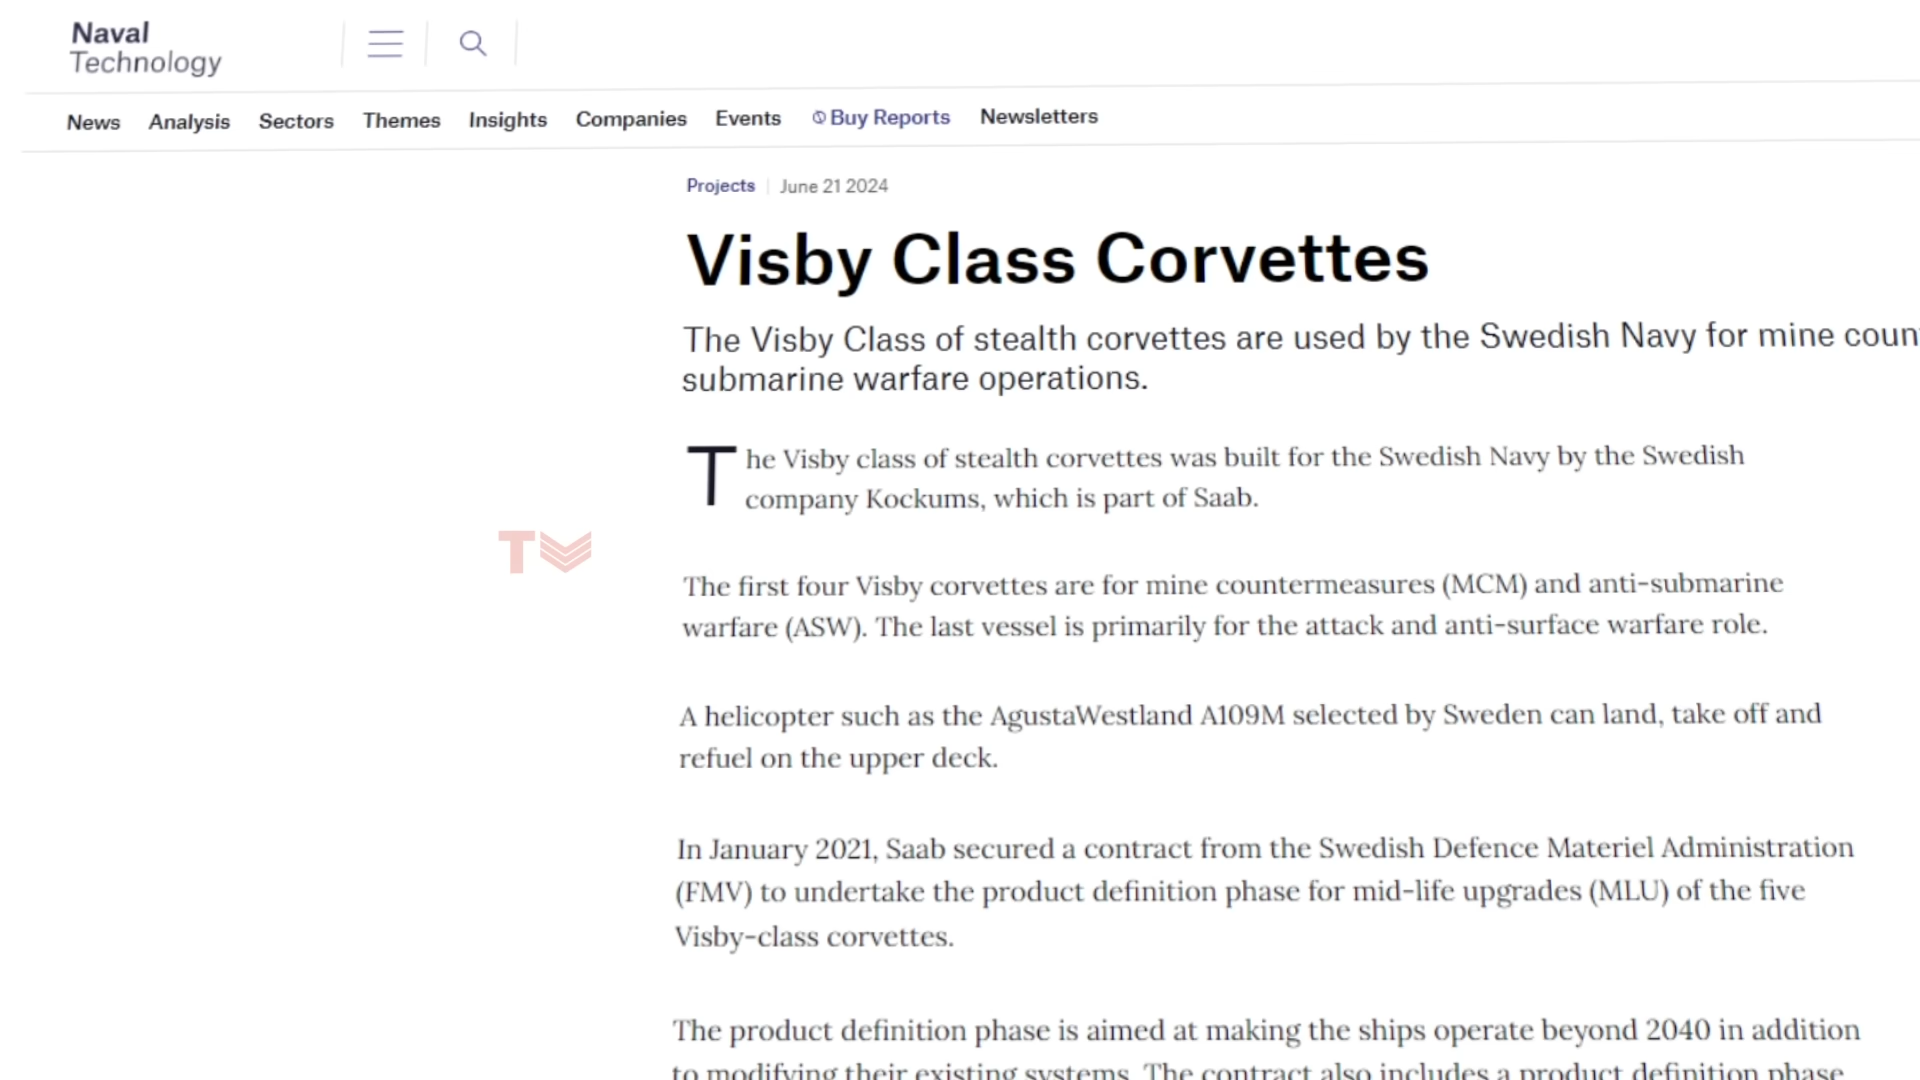 Naval
Technology
News Analysis Sectors Themes Insights Companies Events Buy Reports Newsletters
Projects June 21 2024
Visby Class Corvettes
The Visby Class of stealth corvettes are used by the Swedish Navy for mine coun
submarine warfare operations.
The Visby class of stealth corvettes was built for the Swedish Navy by the Swedish
company Kockums, which is part of Saab.
The first four Visby corvettes are for mine countermeasures (MCM) and anti-submarine
warfare (ASW). The last vessel is primarily for the attack and anti-surface warfare role.
A helicopter such as the AgustaWestland A109M selected by Sweden can land, take off and
refuel on the upper deck.
In January 2021, Saab secured a contract from the Swedish Defence Materiel Administration
(FMV) to undertake the product definition phase for mid-life upgrades (MLU) of the five
Visby-class corvettes.
The product definition phase is aimed at making the ships operate beyond 2040 in addition
to modifying their existing systems. The contract also includes a product definition phase